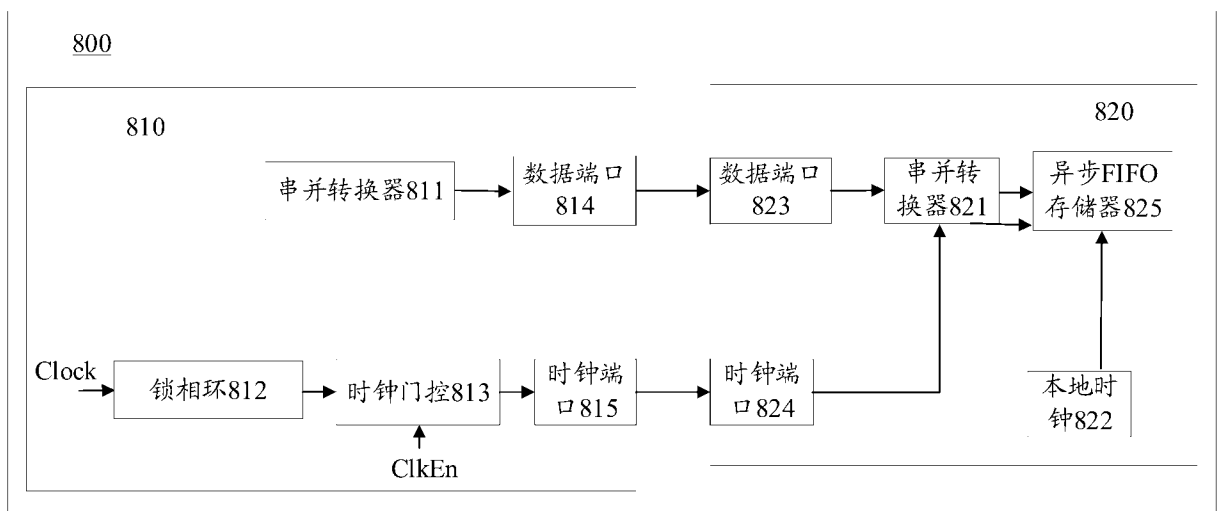 800
810
820
串并转换器811
数据端口
814
数据端口
823
串并转
换器821
异步FIFO
存储器825
Clock
锁相环812
时钟门控813
时钟端
口815
时钟端
口824
本地时
钟822
ClkEn